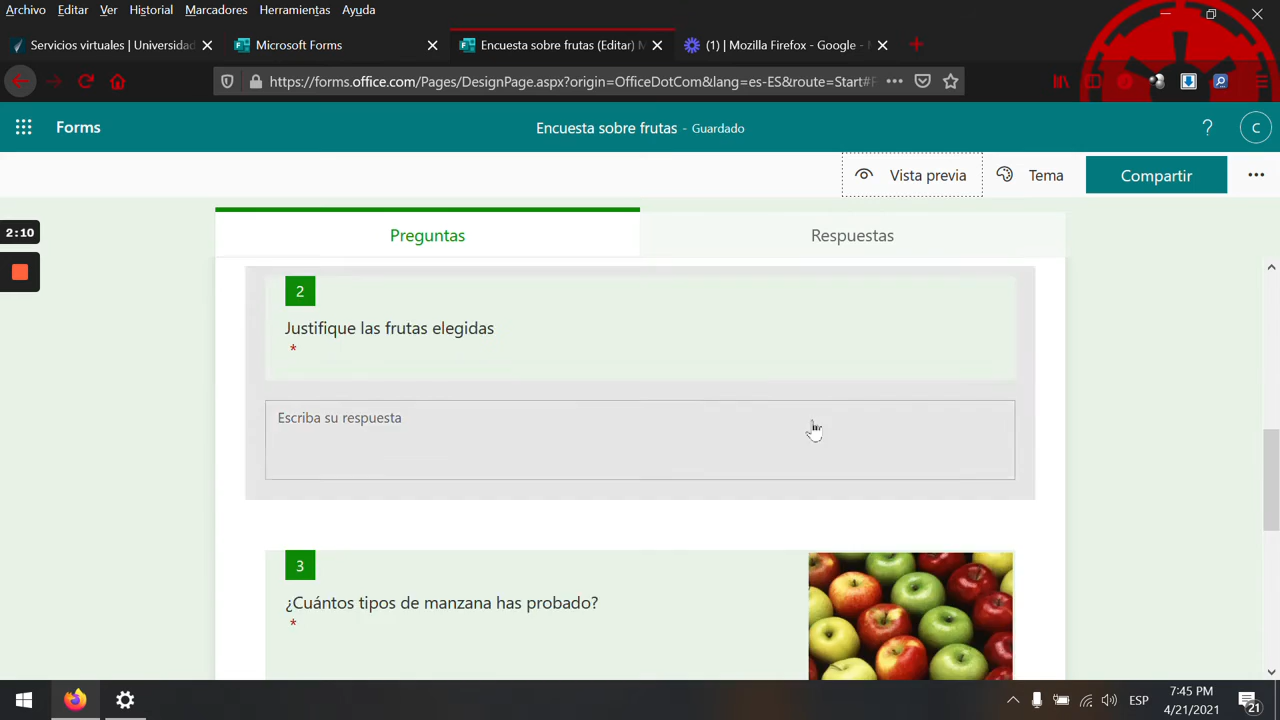 Archivo Editar Ver Historial Marcadores Herramientas Ayuda
Servicios virtuales | Universidad
Microsoft Forms
Encuesta sobre frutas (Editar) M
(1) | Mozilla Firefox - Google -
https://forms.office.com/Pages/DesignPage.aspx?origin=OfficeDotCom&lang=es-ES&route=Start#F
Forms
Encuesta sobre frutas - Guardado
?
C
Vista previa
Tema
Compartir
2:10
Preguntas
Respuestas
2
Justifique las frutas elegidas
*
Escriba su respuesta
3
¿Cuántos tipos de manzana has probado?
*
ESP
7:45 PM
4/21/2021
21